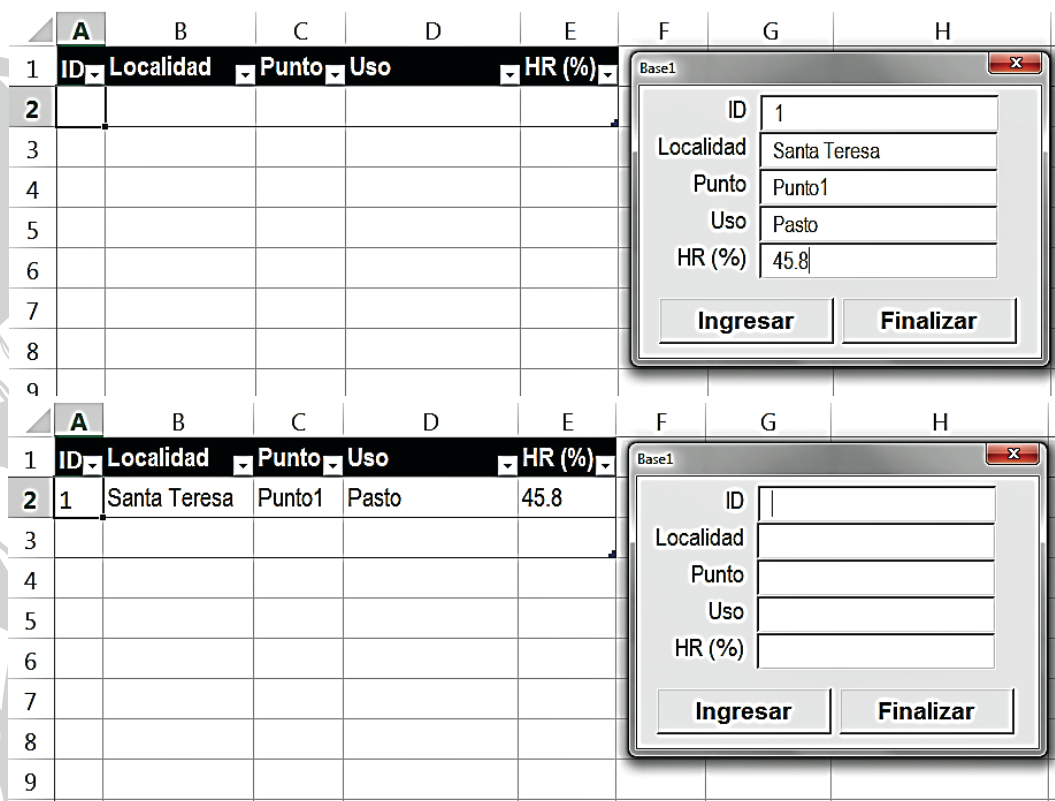 A B C D E F G H
1 ID Localidad Punto Uso HR (%)
2
3
4
5
6
7
8
9
Base1
ID 1
Localidad Santa Teresa
Punto Punto1
Uso Pasto
HR (%) 45.8
Ingresar Finalizar
A B C D E F G H
1 ID Localidad Punto Uso HR (%)
2 1 Santa Teresa Punto1 Pasto 45.8
3
4
5
6
7
8
9
Base1
ID
Localidad
Punto
Uso
HR (%)
Ingresar Finalizar